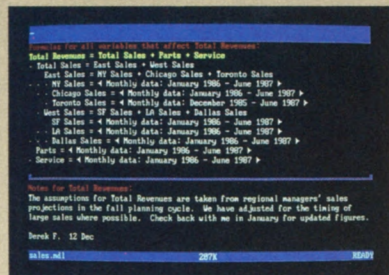 Formulas for all variables that affect Total Revenues:
Total Revenues = Total Sales + Parts + Service
- Total Sales = East Sales + West Sales
East Sales = NY Sales + Chicago Sales + Toronto Sales
- - - NY Sales = ◄ Monthly data: January 1986 - June 1987 ►
- - Chicago Sales = ◄ Monthly data: January 1986 - June 1987 ►
- - Toronto Sales = ◄ Monthly data: December 1985 - June 1987 ►
West Sales = SF Sales + LA Sales + Dallas Sales
SF Sales = ◄ Monthly data: January 1986 - June 1987 ►
- - LA Sales = ◄ Monthly data: January 1986 - June 1987 ►
- - Dallas Sales = ◄ Monthly data: January 1986 - June 1987 ►
- Parts = ◄ Monthly data: January 1986 - June 1987 ►
- Service = ◄ Monthly data: January 1986 - June 1987 ►
Notes for Total Revenues:
The assumptions for Total Revenues are taken from regional managers' sales
projections in the fall planning cycle. We have adjusted for the timing of
large sales where possible. Check back with me in January for updated figures.
Derek F. 12 Dec
sales.mdl 287K READY